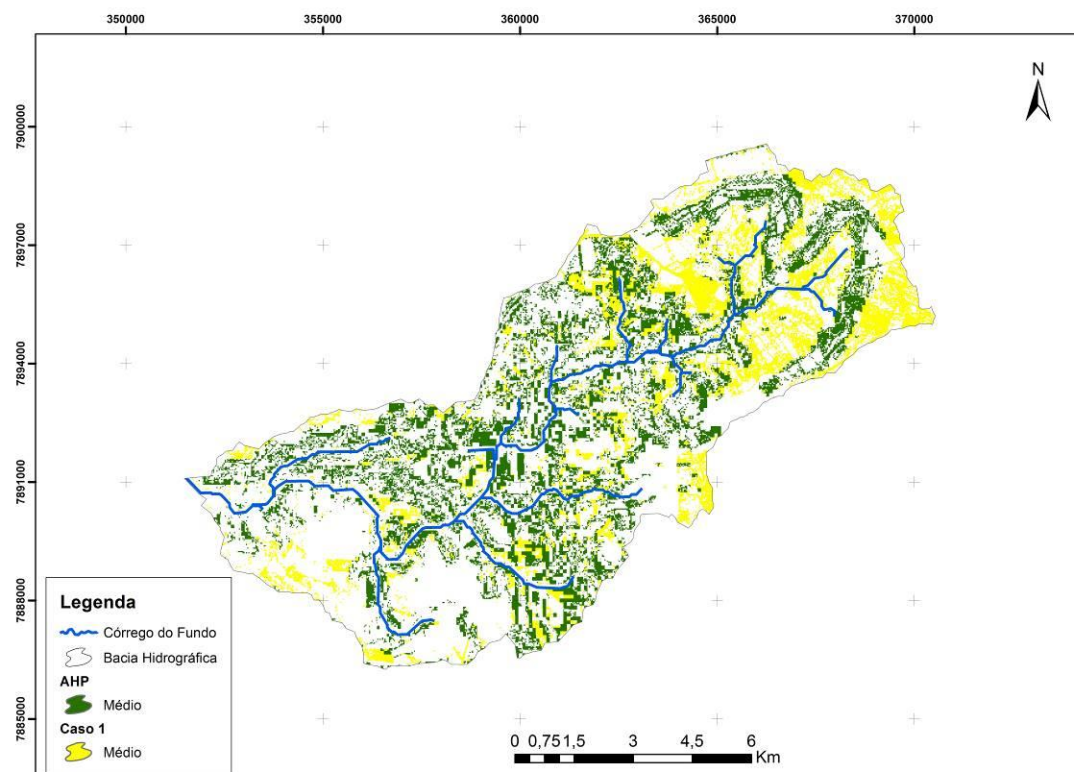 350000 355000 360000 365000 370000
N
7900000
7897000
7894000
7891000
7888000
7885000
Legenda
Córrego do Fundo
Bacia Hidrográfica
AHP
Médio
Caso 1
Médio
0 0,75 1,5 3 4,5 6
Km